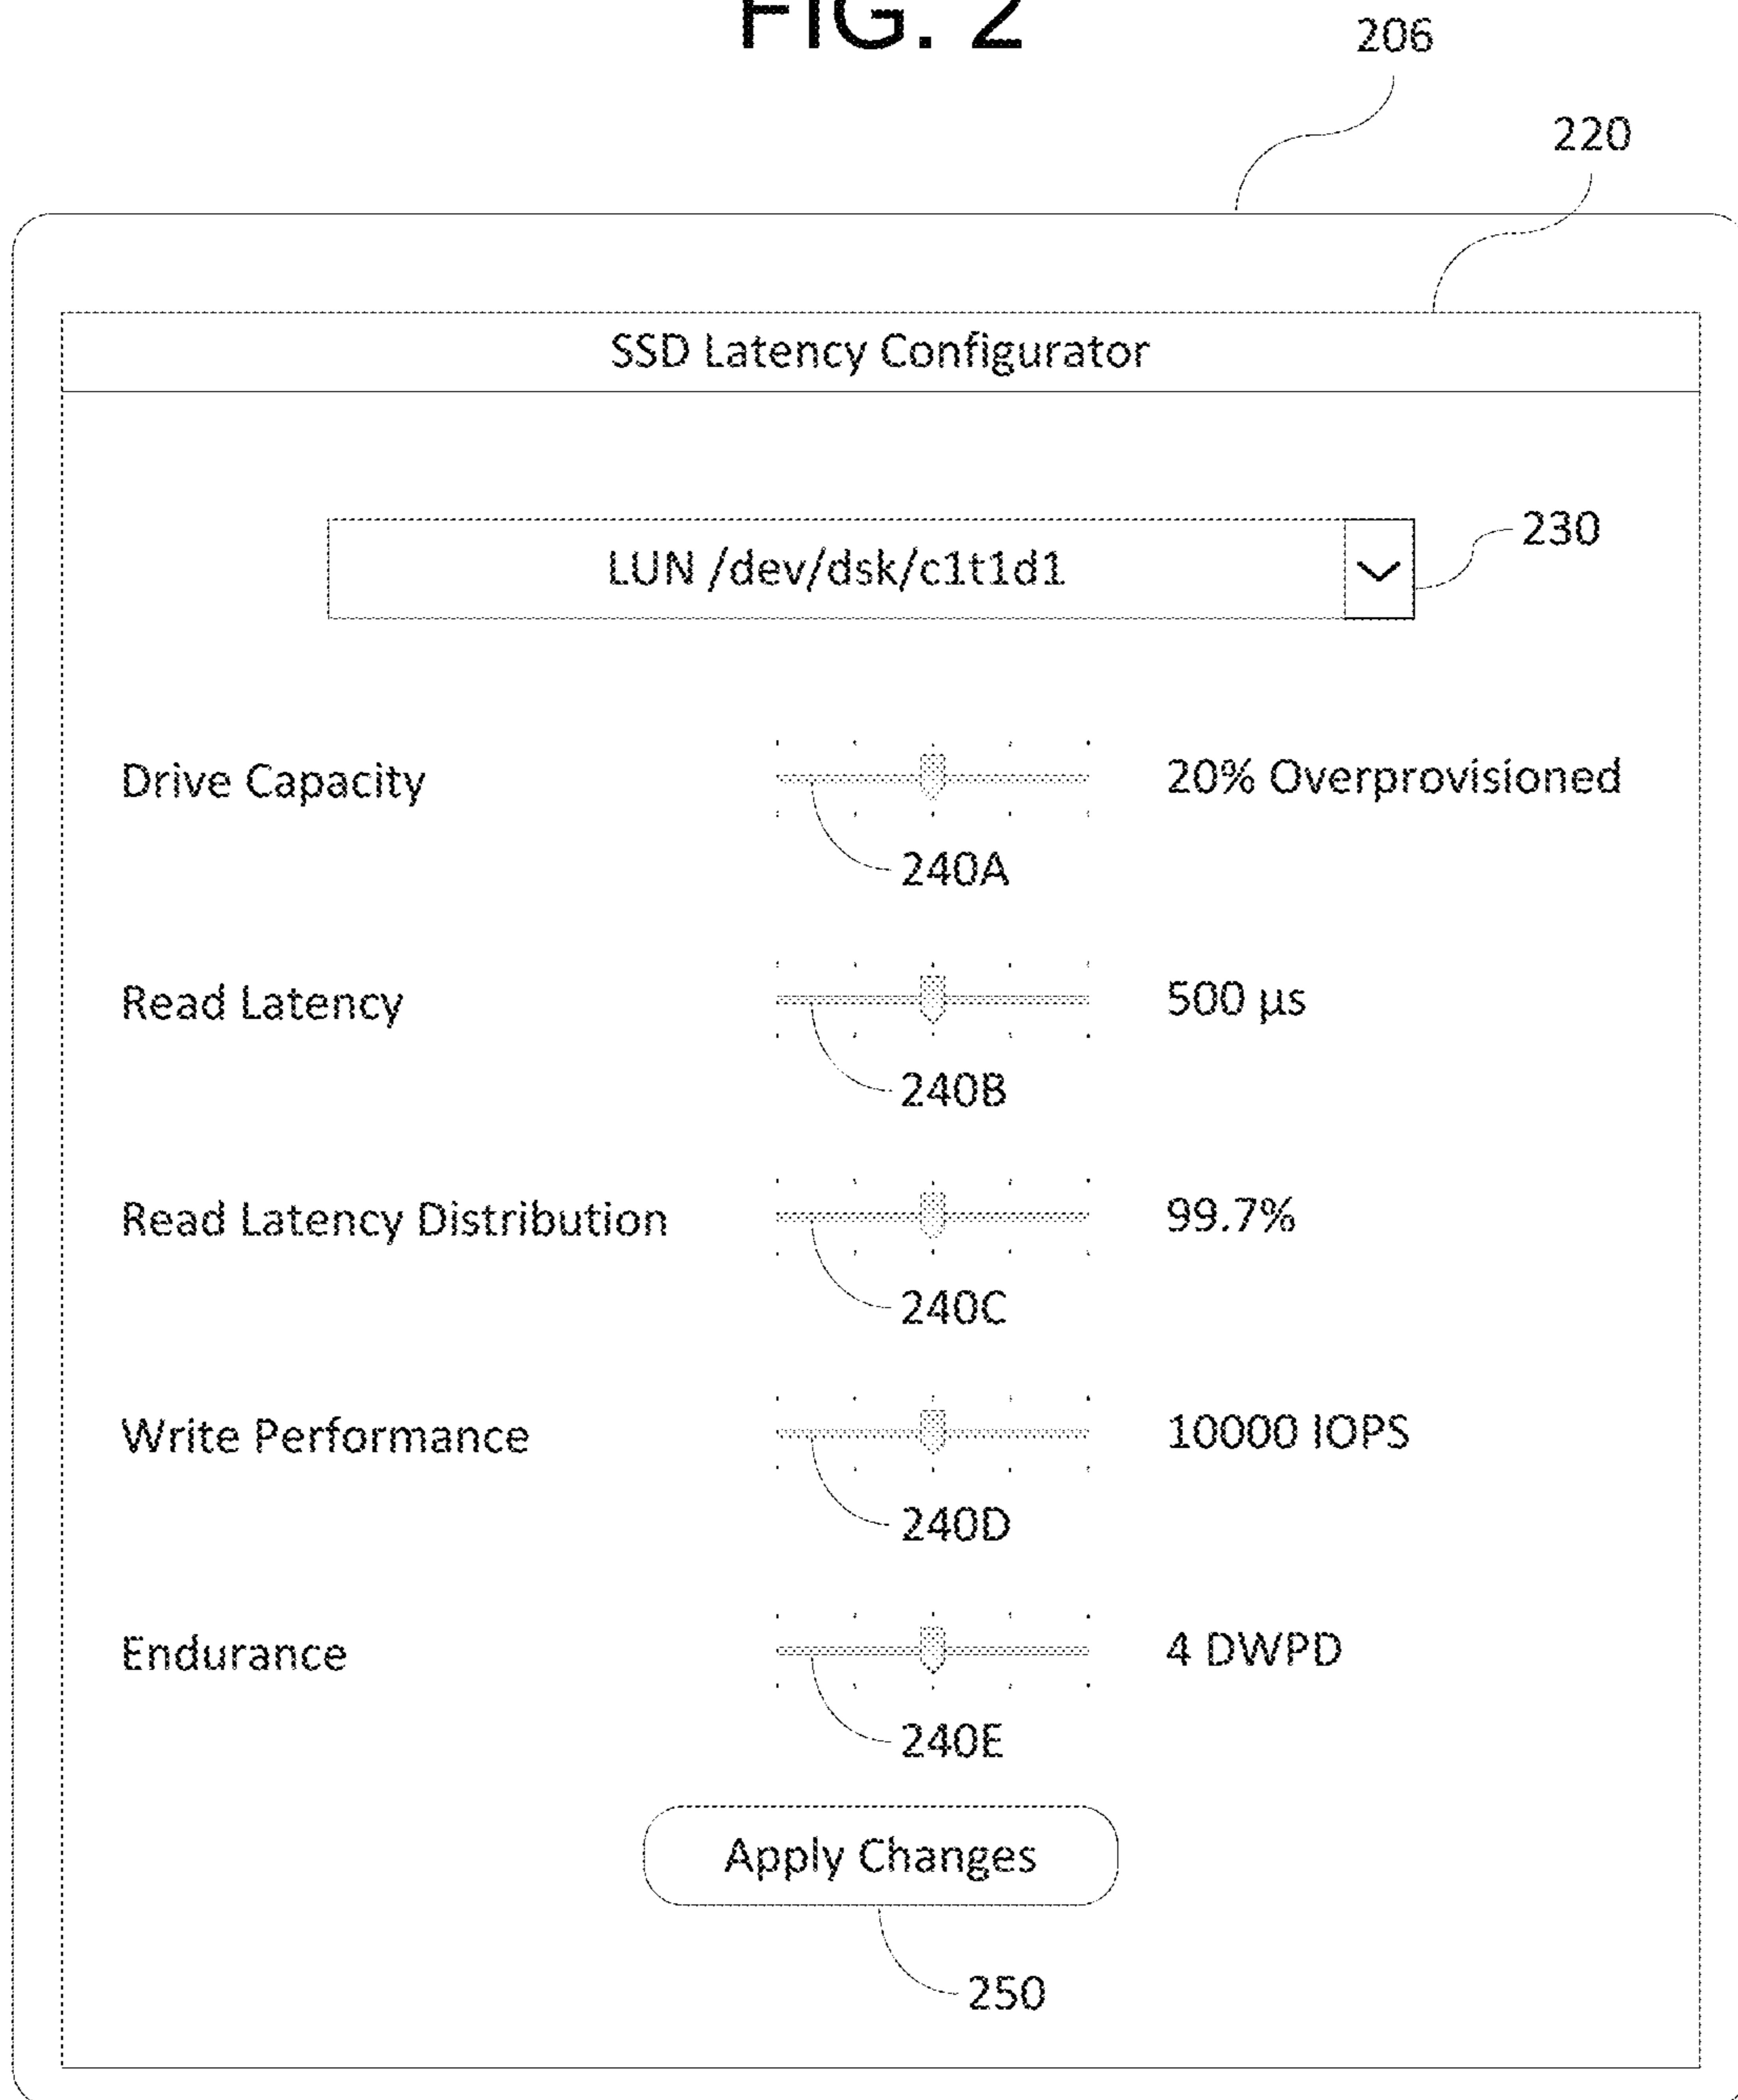 FIG. 2
206
220
SSD Latency Configurator
LUN /dev/dsk/c1t1d1
230
Drive Capacity
20% Overprovisioned
240A
Read Latency
500 µs
240B
Read Latency Distribution
99.7%
240C
Write Performance
10000 IOPS
240D
Endurance
4 DWPD
240E
Apply Changes
250